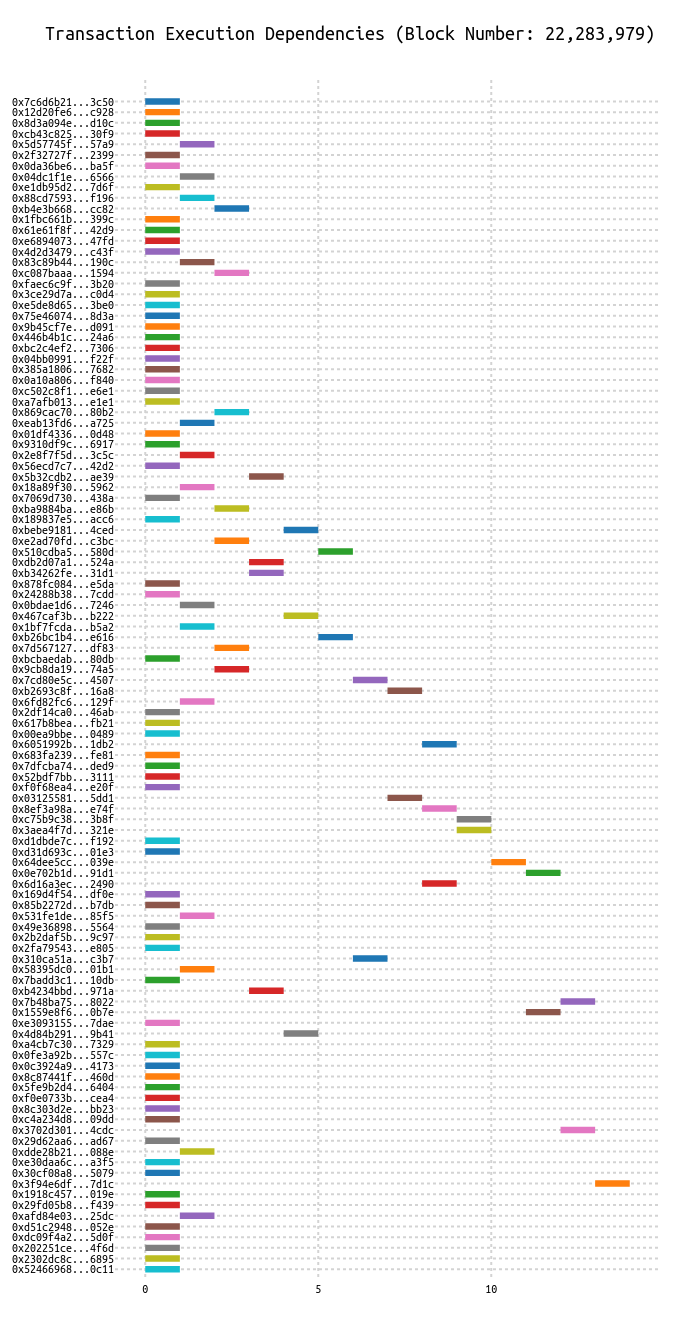 Transaction Execution Dependencies (Block Number: 22,283,979)
0x7c6d6b21...3c50
0x12d20fe6...c928
0x8d3a094e...d10c
0xcb43c825...30f9
0x5d57745f...57a9
0x2f32727f...2399
0x0da36be6...ba5f
0x04dc1f1e...6566
0xe1db95d2...7d6f
0x88cd7593...f196
0xb4e3b668...cc82
0x1fbc661b...399c
0x61e61f8f...42d9
0xe6894073...47fd
0x4d2d3479...c43f
0x83c89b44...190c
0xc087baaa...1594
0xfaec6c9f...3b20
0x3ce29d7a...c0d4
0xe5de8d65...3be0
0x75e46074...8d3a
0x9b45cf7e...d091
0x446b4b1c...24a6
0xbc2c4ef2...7306
0x04bb0991...f22f
0x385a1806...7682
0x0a10a806...f840
0xc502c8f1...e6e1
0xa7afb013...e1e1
0x869cac70...80b2
0xeab13fd6...a725
0x01df4336...0d48
0x9310df9c...6917
0x2e8f7f5d...3c5c
0x56ecd7c7...42d2
0x5b32cdb2...ae39
0x18a89f30...5962
0x7069d730...438a
0xba9884ba...e86b
0x189837e5...acc6
0xbebe9181...4ced
0xe2ad70fd...c3bc
0x510cdba5...580d
0xdb2d07a1...524a
0xb34262fe...31d1
0x878fc084...e5da
0x24288b38...7cdd
0x0bdae1d6...7246
0x467caf3b...b222
0x1bf7fcda...b5a2
0xb26bc1b4...e616
0x7d567127...df83
0xbcbaedab...80db
0x9cb8da19...74a5
0x7cd80e5c...4507
0xb2693c8f...16a8
0x6fd82fc6...129f
0x2df14ca0...46ab
0x617b8bea...fb21
0x00ea9bbe...0489
0x6051992b...1db2
0x683fa239...fe81
0x7dfcba74...ded9
0x52bdf7bb...3111
0xf0f68ea4...e20f
0x03125581...5dd1
0x8ef3a98a...e74f
0xc75b9c38...3b8f
0x3aea4f7d...321e
0xd1dbde7c...f192
0xd31d693c...01e3
0x64dee5cc...039e
0x0e702b1d...91d1
0x6d16a3ec...2490
0x169d4f54...df0e
0x85b2272d...b7db
0x531fe1de...85f5
0x49e36898...5564
0x2b2daf5b...9c97
0x2fa79543...e805
0x310ca51a...c3b7
0x58395dc0...01b1
0x7badd3c1...10db
0xb4234bbd...971a
0x7b48ba75...8022
0x1559e8f6...0b7e
0xe3093155...7dae
0x4d84b291...9b41
0xa4cb7c30...7329
0x0fe3a92b...557c
0x0c3924a9...4173
0x8c87441f...460d
0x5fe9b2d4...6404
0xf0e0733b...cea4
0x8c303d2e...bb23
0xc4a234d8...09dd
0x3702d301...4cdc
0x29d62aa6...ad67
0xdde28b21...088e
0xe30daa6c...a3f5
0x30cf08a8...5079
0x3f94e6df...7d1c
0x1918c457...019e
0x29fd05b8...f439
0xafd84e03...25dc
0xd51c2948...052e
0xdc09f4a2...5d0f
0x202251ce...4f6d
0x2302dc8c...6895
0x52466968...0c11
0 5 10